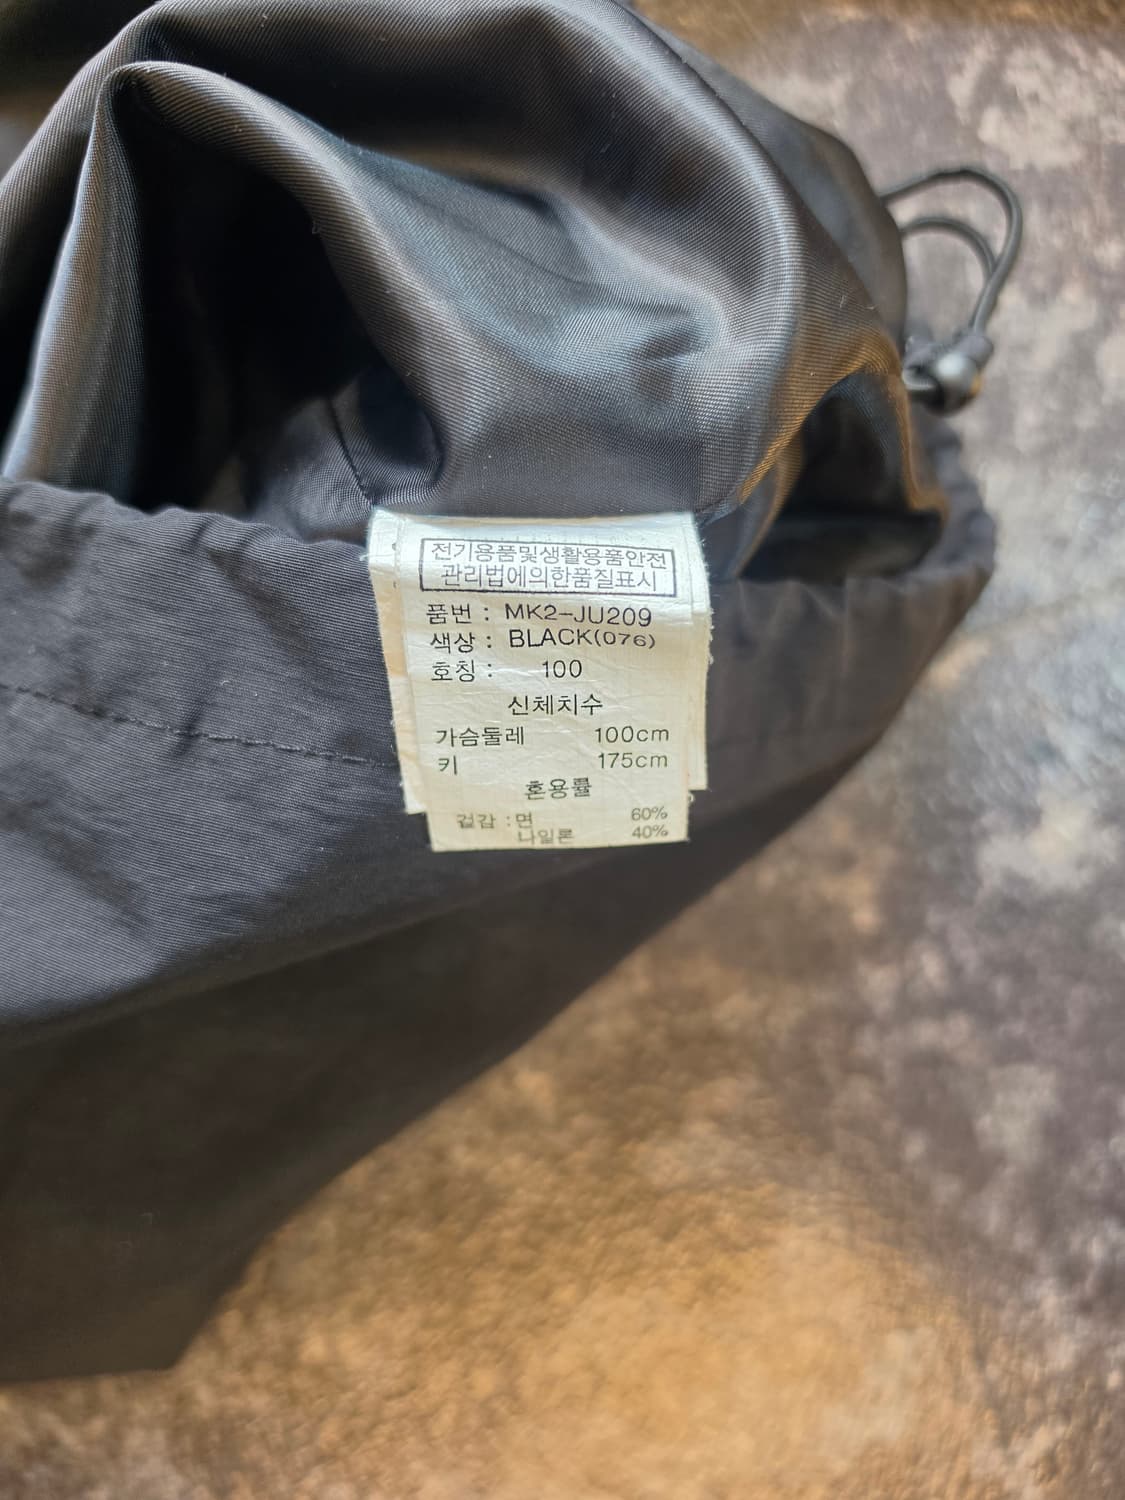 전기용품및생활용품안전
관리법에의한품질표시
품번 : MK2-JU209
색상 : BLACK(076)
호칭 : 100
신체치수
가슴둘레 100cm
키 175cm
혼용률
겉감 : 면 60%
나일론 40%